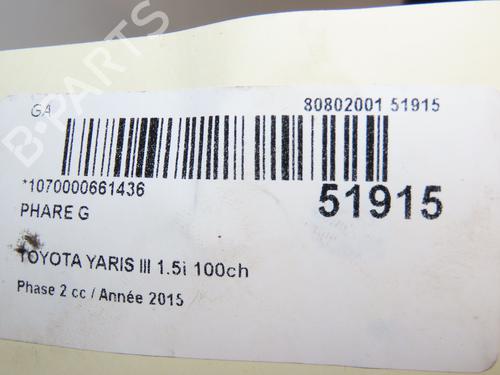 GA
80802001 51915
*1070000661436
51915
PHARE G
TOYOTA YARIS III 1.5i 100ch
Phase 2 cc / Année 2015
B-PARTS